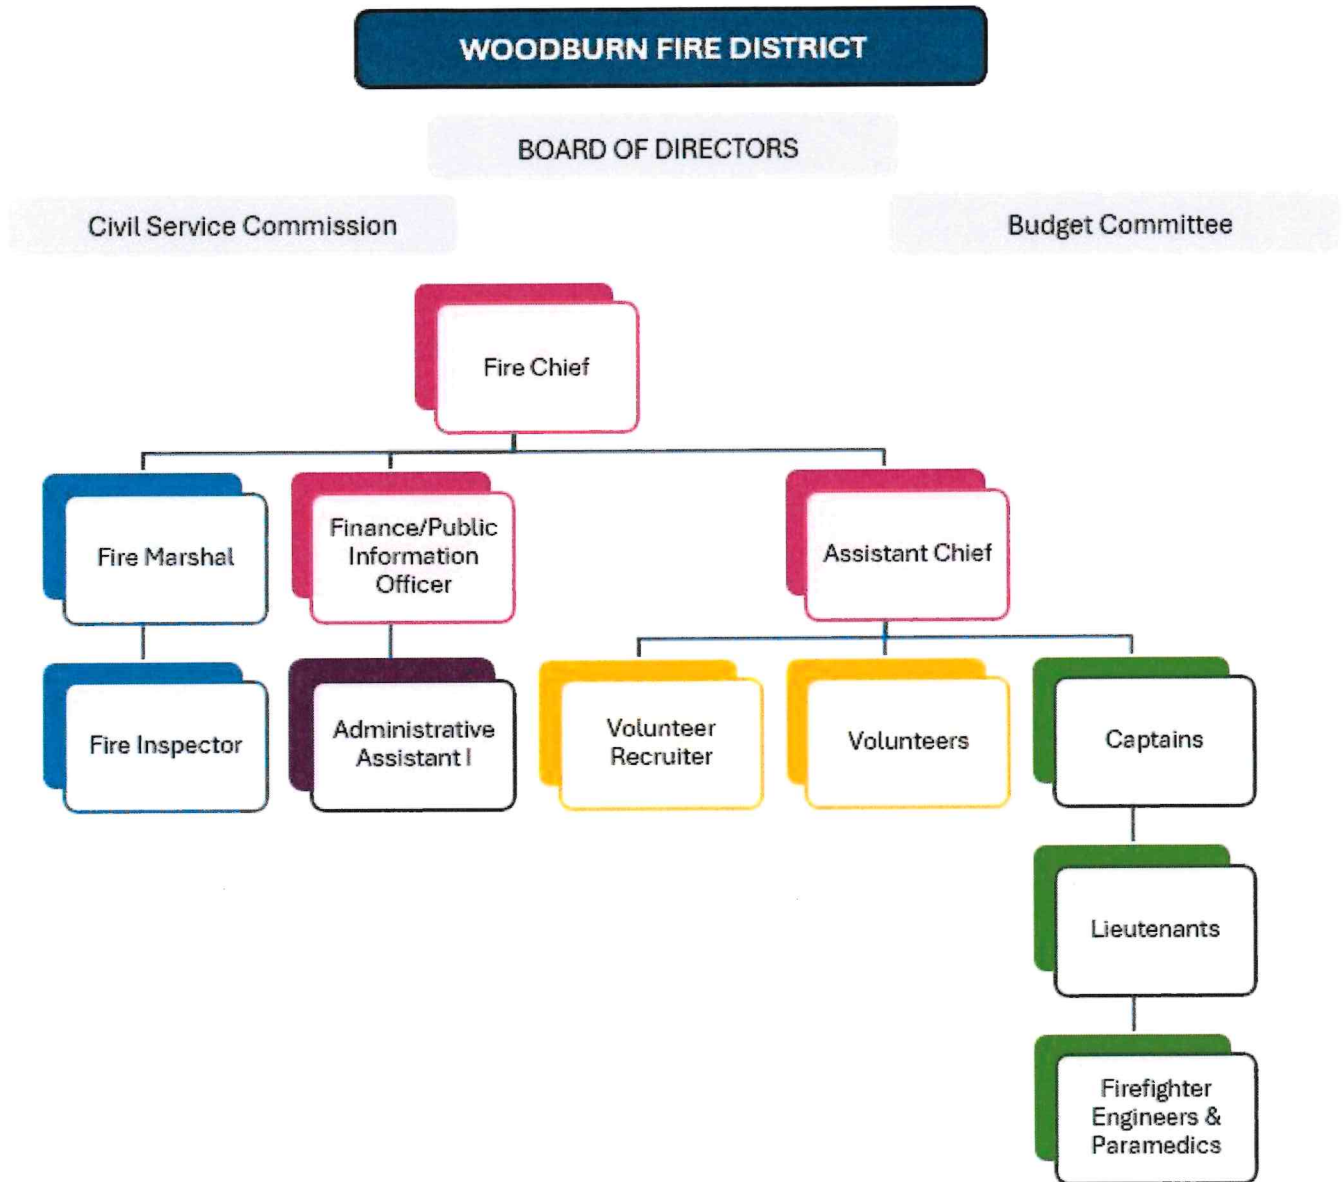 WOODBURN FIRE DISTRICT
BOARD OF DIRECTORS
Civil Service Commission
Budget Committee
Fire Chief
Fire Marshal
Finance/Public
Information
Officer
Assistant Chief
Fire Inspector
Administrative
Assistant I
Volunteer
Recruiter
Volunteers
Captains
Lieutenants
Firefighter
Engineers &
Paramedics